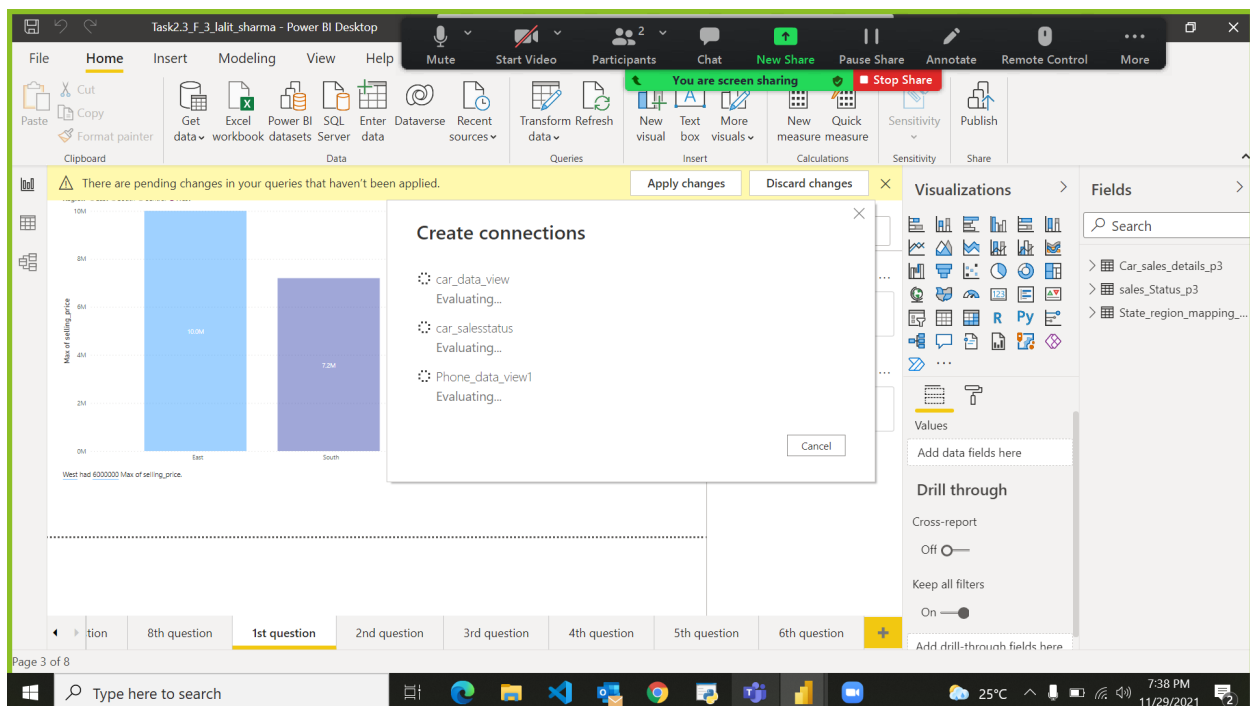 Task2.3_F_3_lalit_sharma - Power BI Desktop
Mute
Start Video
2
Participants
Chat
New Share
Pause Share
Annotate
Remote Control
More
You are screen sharing
Stop Share
File Home Insert Modeling View Help
Paste
Cut
Copy
Format painter
Get data
Excel workbook
Power BI datasets
SQL Server
Enter data
Dataverse
Recent sources
Transform data
Refresh
New visual
Text box
More visuals
New measure
Quick measure
Sensitivity
Publish
Clipboard Data Queries Insert Calculations Sensitivity Share
There are pending changes in your queries that haven't been applied.
Apply changes Discard changes
10M
8M
6M
4M
2M
0M
Max of selling_price
10.0M
7.2M
East South
West had 6000000 Max of selling_price.
Create connections
car_data_view
Evaluating...
car_salesstatus
Evaluating...
Phone_data_view1
Evaluating...
Cancel
Visualizations
123
R Py
Values
Add data fields here
Drill through
Cross-report
Off
Keep all filters
On
Add drill-through fields here
Fields
Search
Car_sales_details_p3
sales_Status_p3
State_region_mapping_...
tion 8th question 1st question 2nd question 3rd question 4th question 5th question 6th question
Page 3 of 8
Type here to search
25°C
7:38 PM
11/29/2021
2